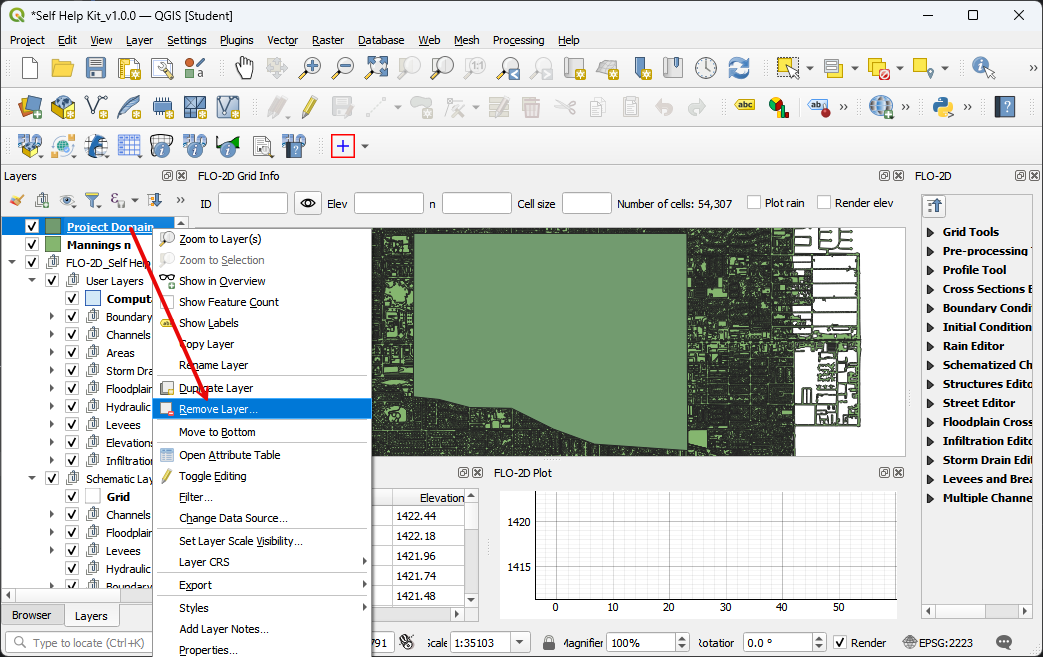 *Self Help Kit_v1.0.0 — QGIS [Student]
Project Edit View Layer Settings Plugins Vector Raster Database Web Mesh Processing Help
Layers
FLO-2D Grid Info
FLO-2D
ID
Elev
n
Cell size
Number of cells: 54,307
Plot rain
Render elev
Project Domain
Mannings n
FLO-2D_Self Help
User Layers
Comput
Boundary
Channels
Areas
Storm Dra
Floodplain
Hydraulic
Levees
Elevations
Infiltration
Schematic Lay
Grid
Channels
Floodplain
Levees
Hydraulic
Boundary
Zoom to Layer(s)
Zoom to Selection
Show in Overview
Show Feature Count
Show Labels
Copy Layer
Rename Layer
Duplicate Layer
Remove Layer…
Move to Bottom
Open Attribute Table
Toggle Editing
Filter…
Change Data Source…
Set Layer Scale Visibility…
Layer CRS
Export
Styles
Add Layer Notes…
Properties…
Grid Tools
Pre-processing
Profile Tool
Cross Sections E
Boundary Condi
Initial Condition
Rain Editor
Schematized Ch
Structures Edito
Street Editor
Floodplain Cross
Infiltration Edito
Storm Drain Edi
Levees and Brea
Multiple Channe
Elevation
1422.44
1422.18
1421.96
1421.74
1421.48
FLO-2D Plot
1420
1415
0 10 20 30 40 50
Browser
Layers
Type to locate (Ctrl+K)
791
Scale
1:35103
Magnifier
100%
Rotation
0.0 °
Render
EPSG:2223